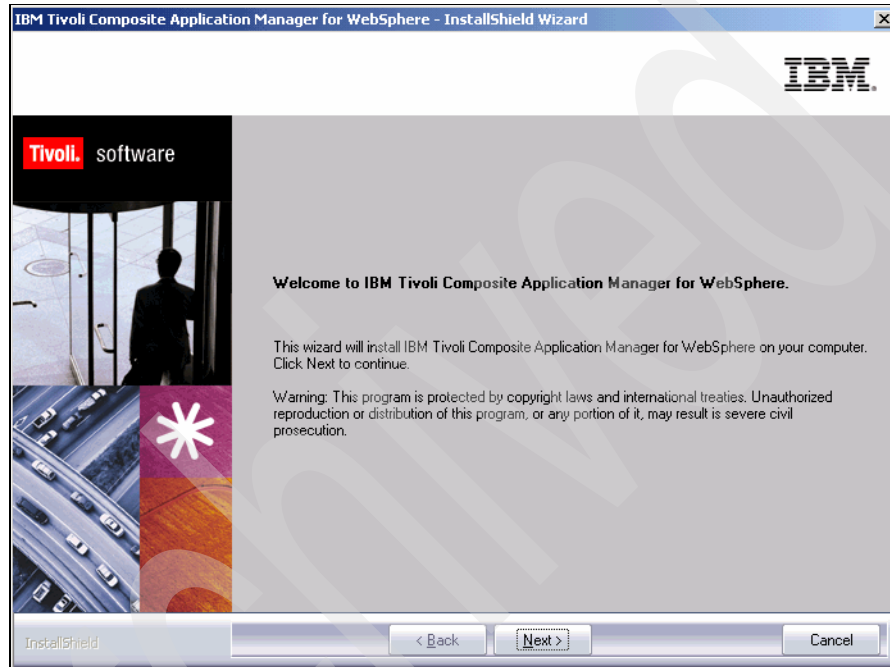 IBM Tivoli Composite Application Manager for WebSphere - InstallShield Wizard
IBM.
Tivoli. software
Welcome to IBM Tivoli Composite Application Manager for WebSphere.
This wizard will install IBM Tivoli Composite Application Manager for WebSphere on your computer.
Click Next to continue.
Warning: This program is protected by copyright laws and international treaties. Unauthorized
reproduction or distribution of this program, or any portion of it, may result is severe civil
prosecution.
InstallShield
< Back
Next >
Cancel